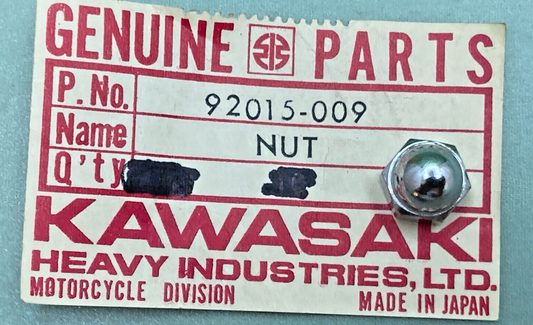 GENUINE PARTS
P. No. 92015-009
Name NUT
Q'ty
KAWASAKI
HEAVY INDUSTRIES, LTD.
MOTORCYCLE DIVISION MADE IN JAPAN